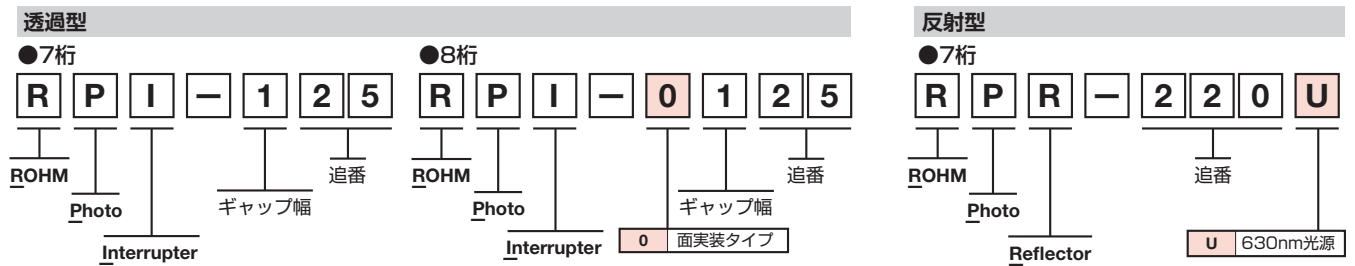 透過型
●7桁
R P I － 1 2 5
ROHM
Photo
Interrupter
ギャップ幅
追番
●8桁
R P I － 0 1 2 5
ROHM
Photo
Interrupter
0 面実装タイプ
ギャップ幅
追番
反射型
●7桁
R P R － 2 2 0 U
ROHM
Photo
Reflector
追番
U 630nm光源